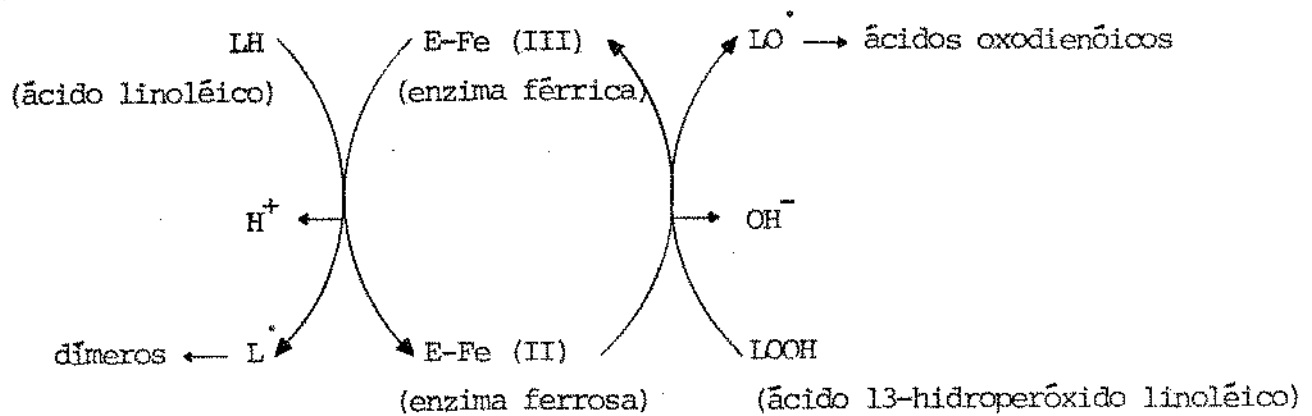 LH E-Fe (III) LO˙ → ácidos oxodienóicos
(ácido linoléico) (enzima férrica)
H⁺ OH⁻
dímeros ← L˙ E-Fe (II) LOOH
(enzima ferrosa) (ácido 13-hidroperóxido linoléico)